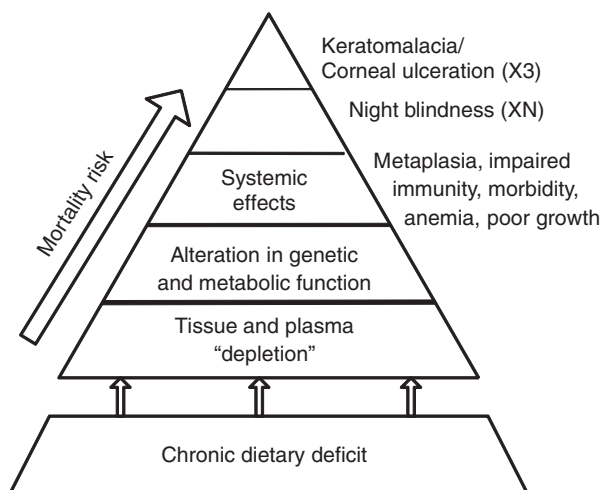 Keratomalacia/
Corneal ulceration (X3)
Night blindness (XN)
Metaplasia, impaired
immunity, morbidity,
anemia, poor growth
Mortality risk
Systemic
effects
Alteration in genetic
and metabolic function
Tissue and plasma
“depletion”
Chronic dietary deficit